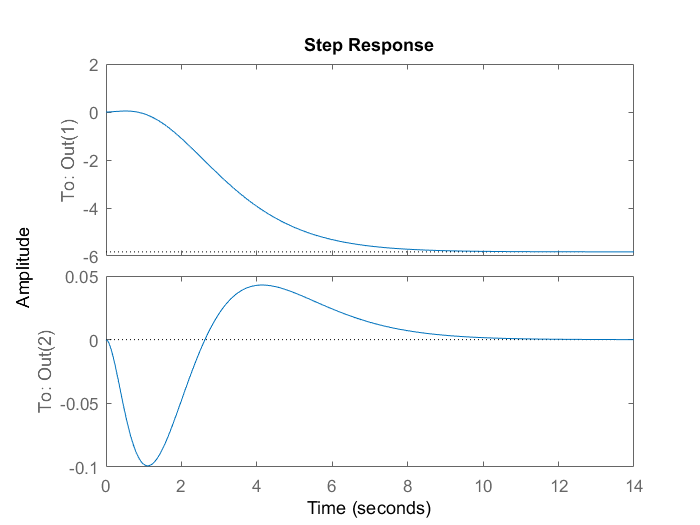 Step Response
Amplitude
To: Out(1)
2
0
-2
-4
-6
To: Out(2)
0.05
0
-0.05
-0.1
0 2 4 6 8 10 12 14
Time (seconds)